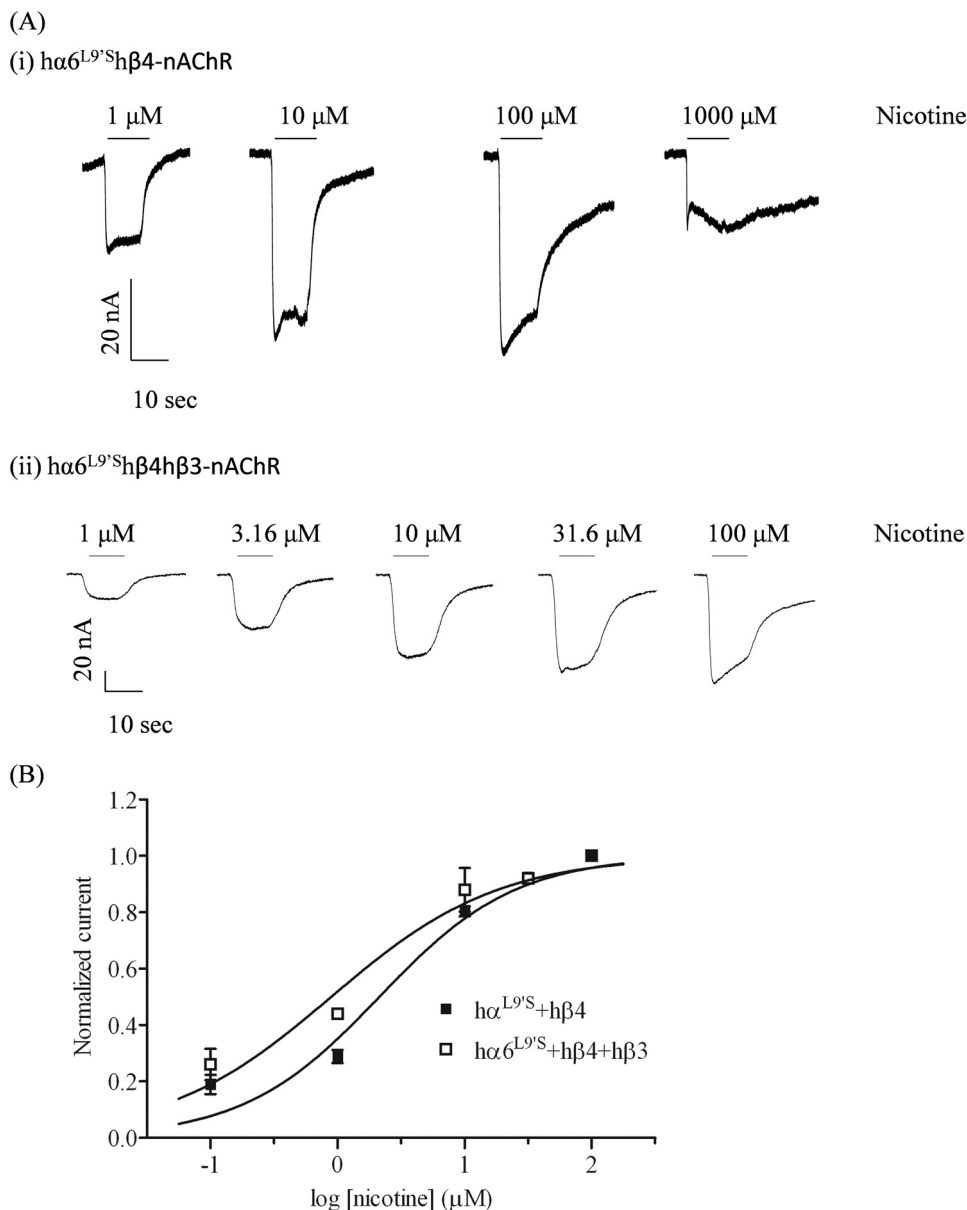 (A)
(i) hα6L9’Shβ4-nAChR
1 μM 10 μM 100 μM 1000 μM Nicotine
20 nA
10 sec
(ii) hα6L9’Shβ4hβ3-nAChR
1 μM 3.16 μM 10 μM 31.6 μM 100 μM Nicotine
20 nA
10 sec
(B)
Normalized current
1.2
1.0
0.8
0.6
0.4
0.2
0.0
hαL9'S+hβ4
hα6L9'S+hβ4+hβ3
-1 0 1 2
log [nicotine] (μM)